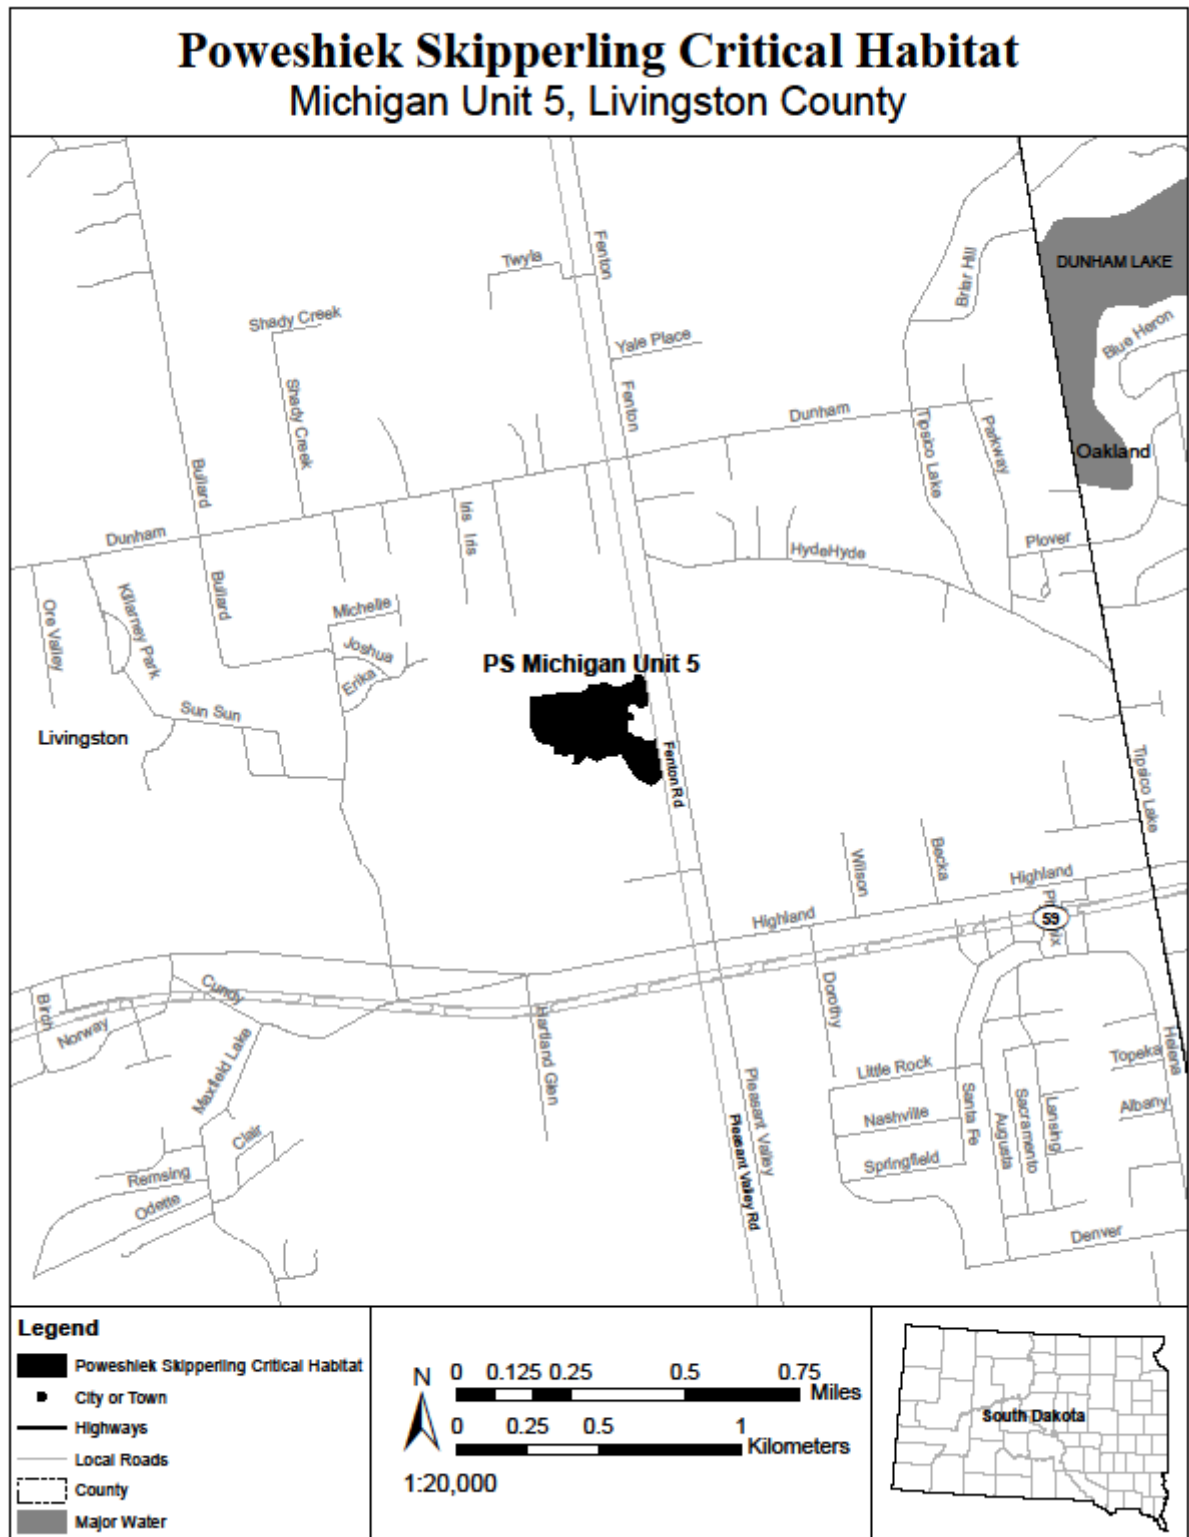 Poweshiek Skipperling Critical Habitat
Michigan Unit 5, Livingston County
Fenton
Twyla
Briar Hill
DUNHAM LAKE
Shady Creek
Yale Place
Blue Heron
Shady Creek
Fenton
Dunham
Tipsico Lake
Parkway
Oakland
Bullard
Iris Iris
Dunham
HydeHyde
Plover
Bullard
Killarney Park
Ore Valley
Michelle
Joshua
Erika
PS Michigan Unit 5
Sun Sun
Livingston
Fenton Rd
Tipsico Lake
Wilson
Becka
Highland
Highland
59
Cundy
Birch
Norway
Dorothy
Hartland Glen
Maxfield Lake
Helena
Topeka
Little Rock
Pleasant Valley
Santa Fe
Sacramento
Lansing
Albany
Nashville
Augusta
Clair
Springfield
Pleasant Valley Rd
Remsing
Odette
Denver
Legend
Poweshiek Skipperling Critical Habitat
City or Town
Highways
Local Roads
County
Major Water
N
0 0.125 0.25 0.5 0.75
Miles
0 0.25 0.5 1
Kilometers
1:20,000
South Dakota